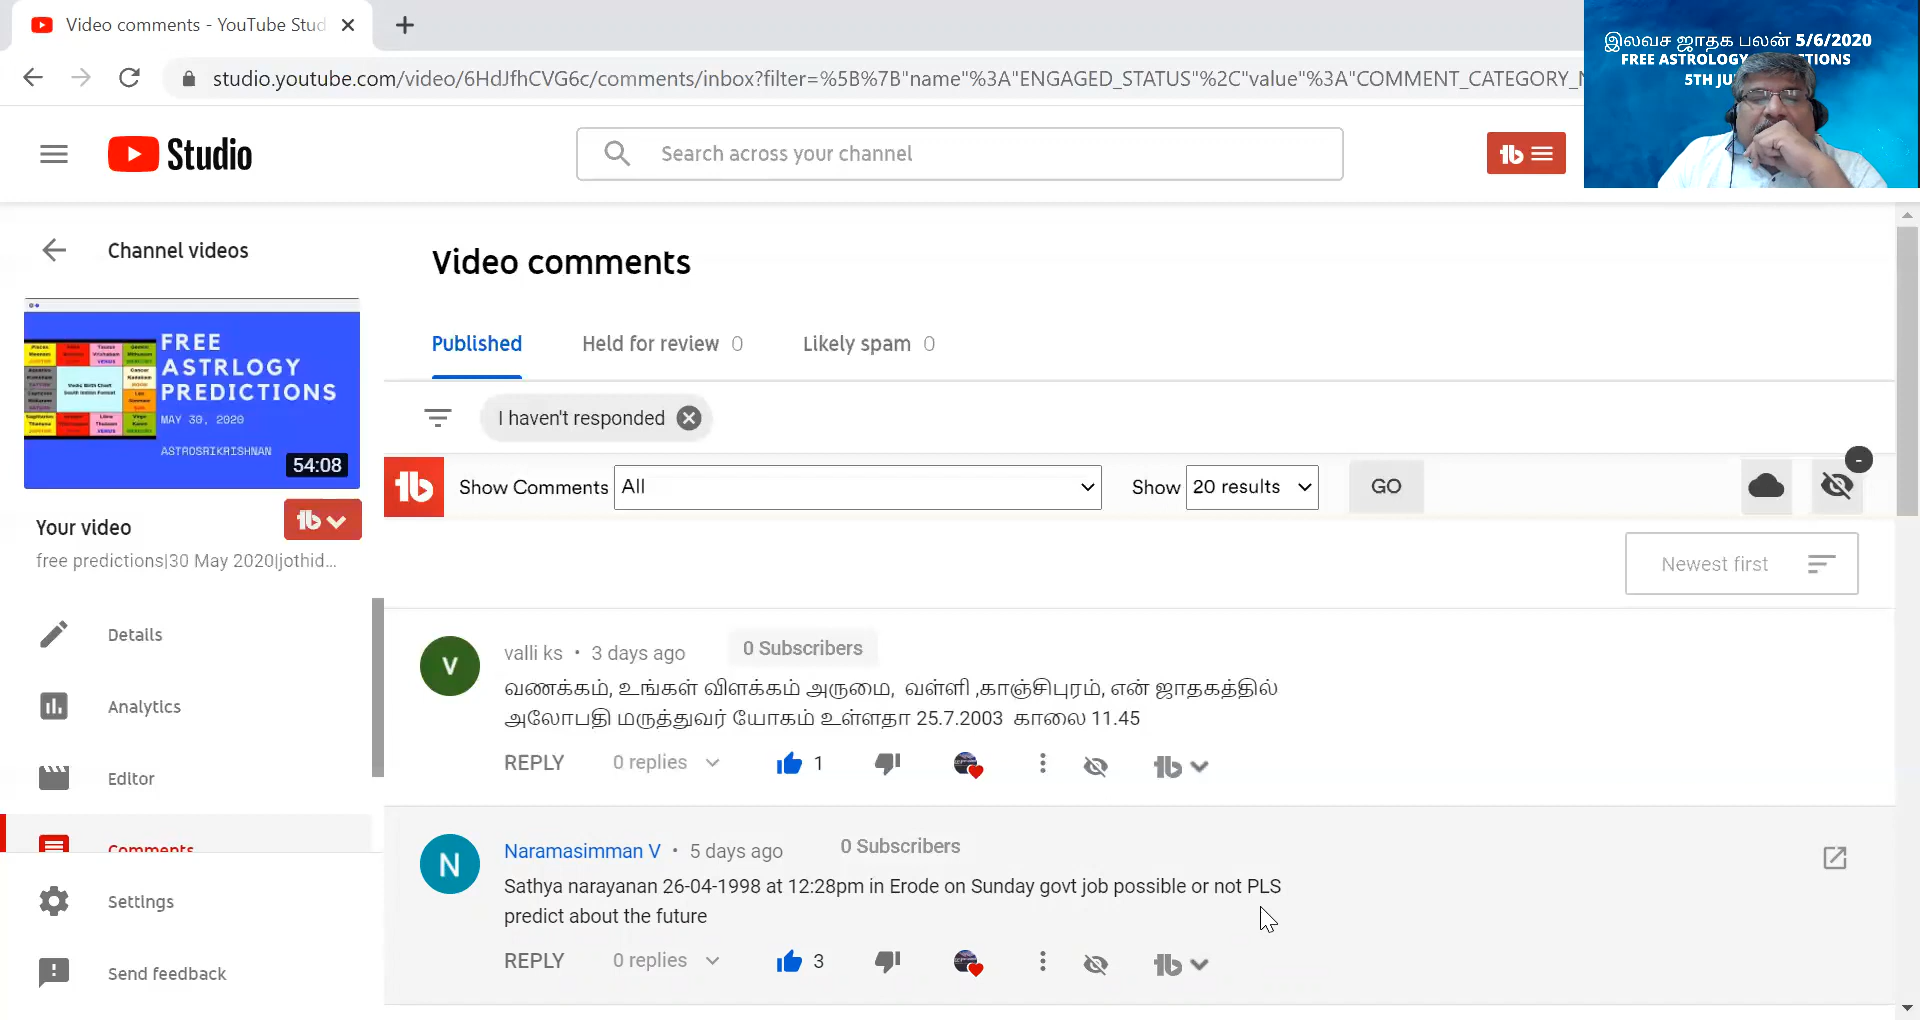 Video comments - YouTube Stud
studio.youtube.com/video/6HdJfhCVG6c/comments/inbox?filter=%5B%7B"name"%3A"ENGAGED_STATUS"%2C"value"%3A"COMMENT_CATEGORY_N
இலவச ஜாதக பலன் 5/6/2020
FREE ASTROLOGY TIONS
5TH JU
Studio
Search across your channel
Channel videos
Video comments
FREE
ASTRLOGY
PREDICTIONS
MAY 30, 2020
ASTROSRIKRISHNAN
54:08
Published
Held for review 0
Likely spam 0
I haven't responded
Show Comments All
Show 20 results
GO
Your video
free predictions|30 May 2020|jothid...
Newest first
Details
Analytics
Editor
Comments
Settings
Send feedback
V
valli ks • 3 days ago
0 Subscribers
வணக்கம், உங்கள் விளக்கம் அருமை, வள்ளி ,காஞ்சிபுரம், என் ஜாதகத்தில்
அலோபதி மருத்துவர் யோகம் உள்ளதா 25.7.2003 காலை 11.45
REPLY
0 replies
1
N
Naramasimman V • 5 days ago
0 Subscribers
Sathya narayanan 26-04-1998 at 12:28pm in Erode on Sunday govt job possible or not PLS
predict about the future
REPLY
0 replies
3